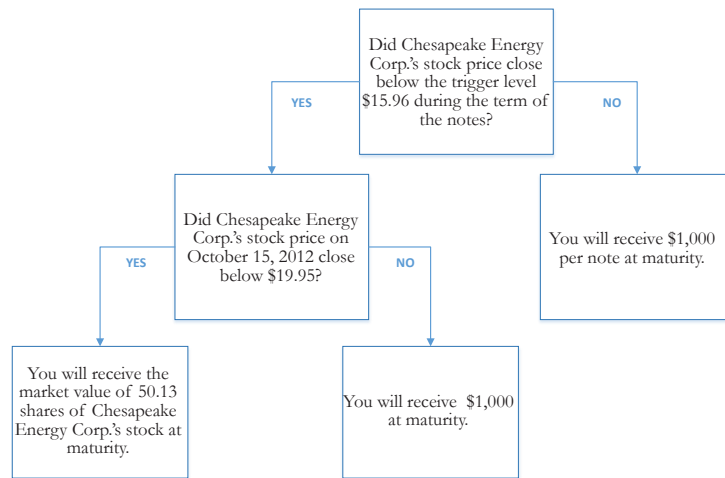 Did Chesapeake Energy
Corp.'s stock price close
below the trigger level
$15.96 during the term of
the notes?
YES
NO
Did Chesapeake Energy
Corp.'s stock price on
October 15, 2012 close
below $19.95?
You will receive $1,000
per note at maturity.
YES
NO
You will receive the
market value of 50.13
shares of Chesapeake
Energy Corp.'s stock at
maturity.
You will receive $1,000
at maturity.